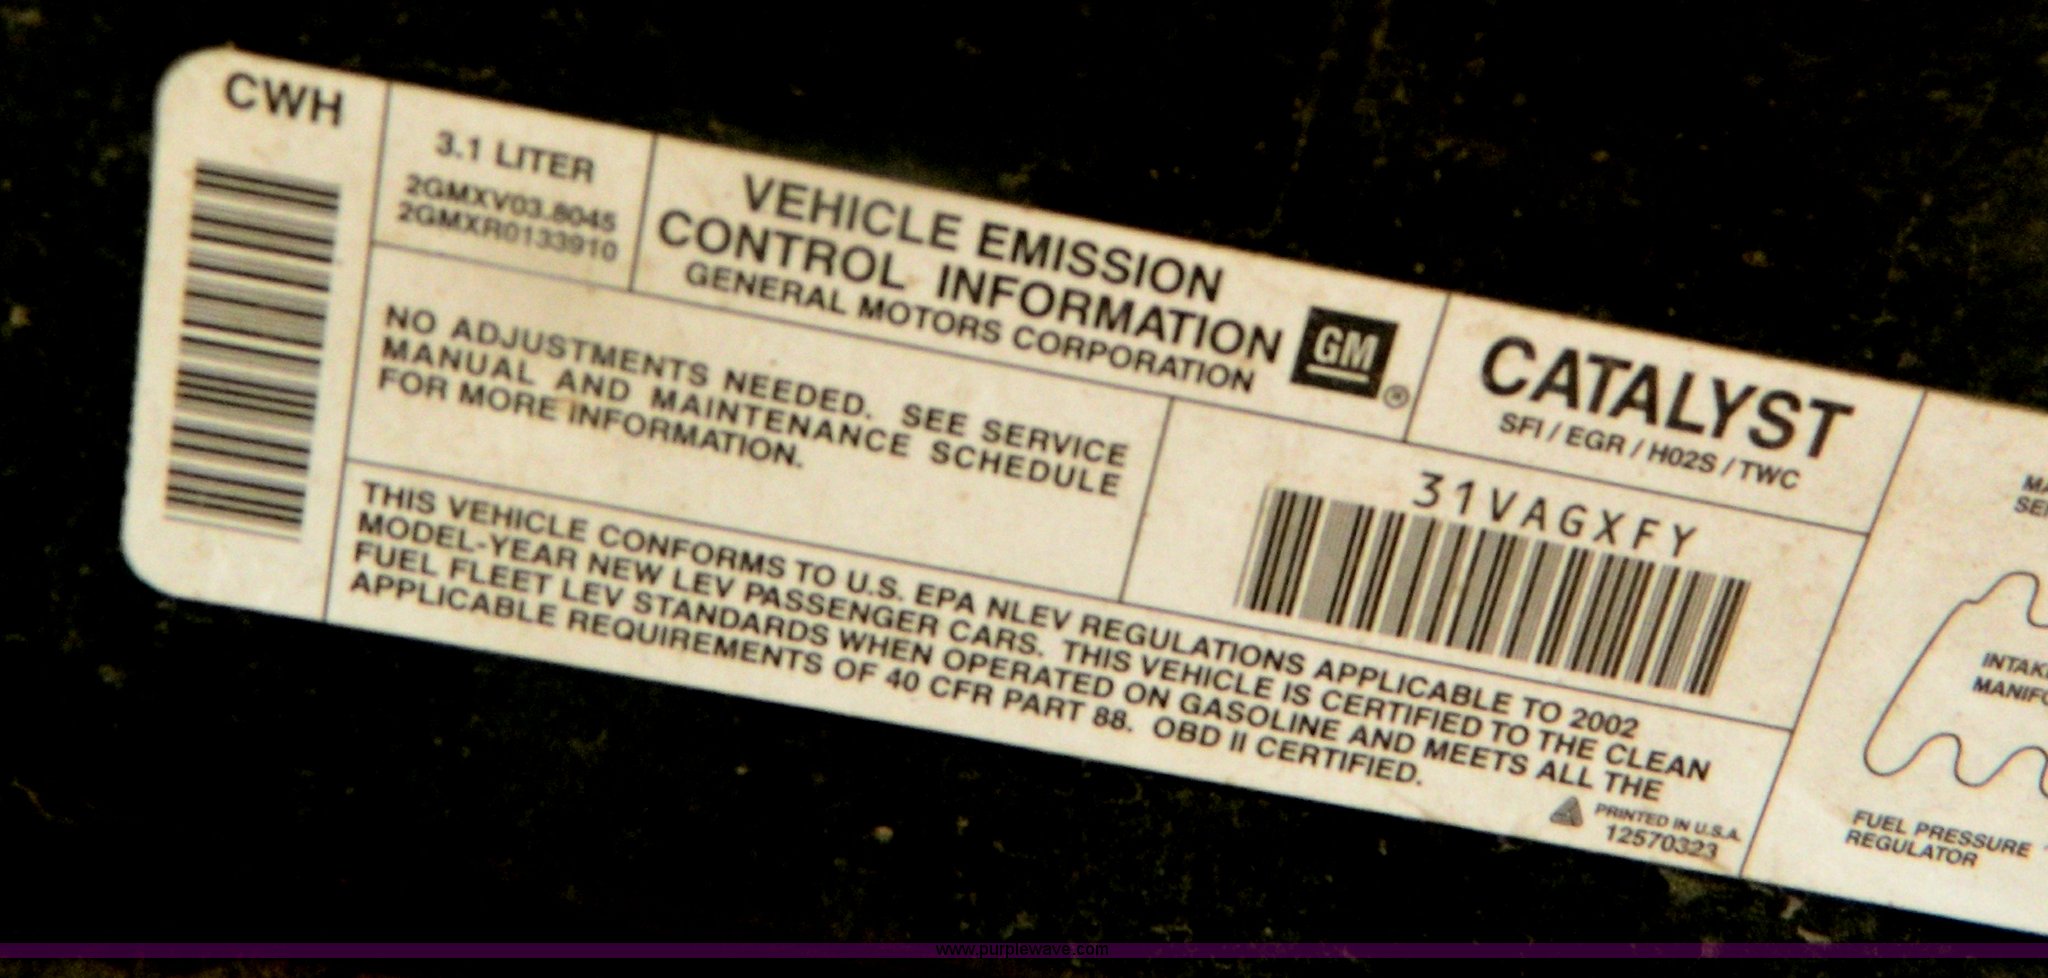 CWH
3.1 LITER
2GMXV03.8045
2GMXR0133910
VEHICLE EMISSION
CONTROL INFORMATION
GENERAL MOTORS CORPORATION
GM
®
CATALYST
SFI / EGR / H02S / TWC
NO ADJUSTMENTS NEEDED. SEE SERVICE
MANUAL AND MAINTENANCE SCHEDULE
FOR MORE INFORMATION.
31VAGXFY
THIS VEHICLE CONFORMS TO U.S. EPA NLEV REGULATIONS APPLICABLE TO 2002
MODEL-YEAR NEW LEV PASSENGER CARS. THIS VEHICLE IS CERTIFIED TO THE CLEAN
FUEL FLEET LEV STANDARDS WHEN OPERATED ON GASOLINE AND MEETS ALL THE
APPLICABLE REQUIREMENTS OF 40 CFR PART 88. OBD II CERTIFIED.
PRINTED IN U.S.A.
12570323
MA
SE
INTAK
MANIFO
FUEL PRESSURE
REGULATOR
www.purplewave.com